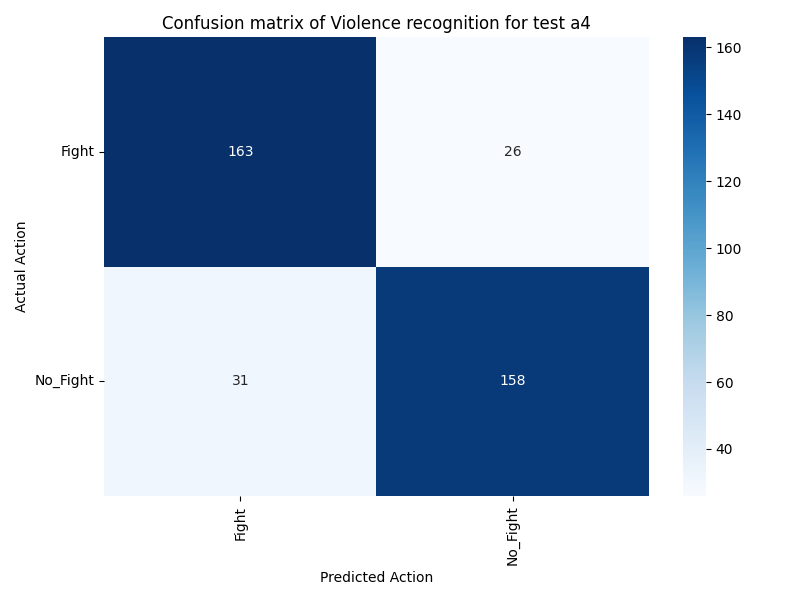 Confusion matrix of Violence recognition for test a4
Actual Action
Fight
163
26
No_Fight
31
158
Fight
No_Fight
Predicted Action
160
140
120
100
80
60
40